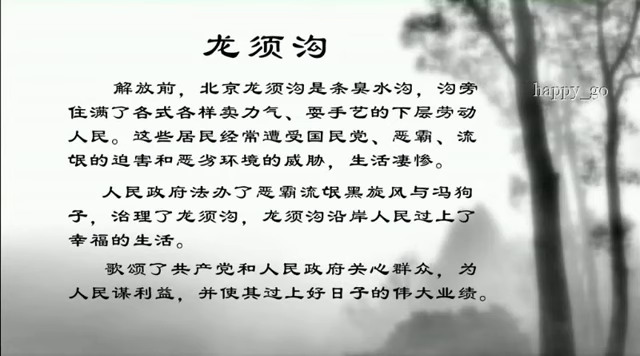 龙须沟
解放前，北京龙须沟是条臭水沟，沟旁
住满了各式各样卖力气、耍手艺的下层劳动
人民。这些居民经常遭受国民党、恶霸、流
氓的迫害和恶劣环境的威胁，生活凄惨。
人民政府法办了恶霸流氓黑旋风与冯狗
子，治理了龙须沟，龙须沟沿岸人民过上了
幸福的生活。
歌颂了共产党和人民政府关心群众，为
人民谋利益，并使其过上好日子的伟大业绩。
happy_go